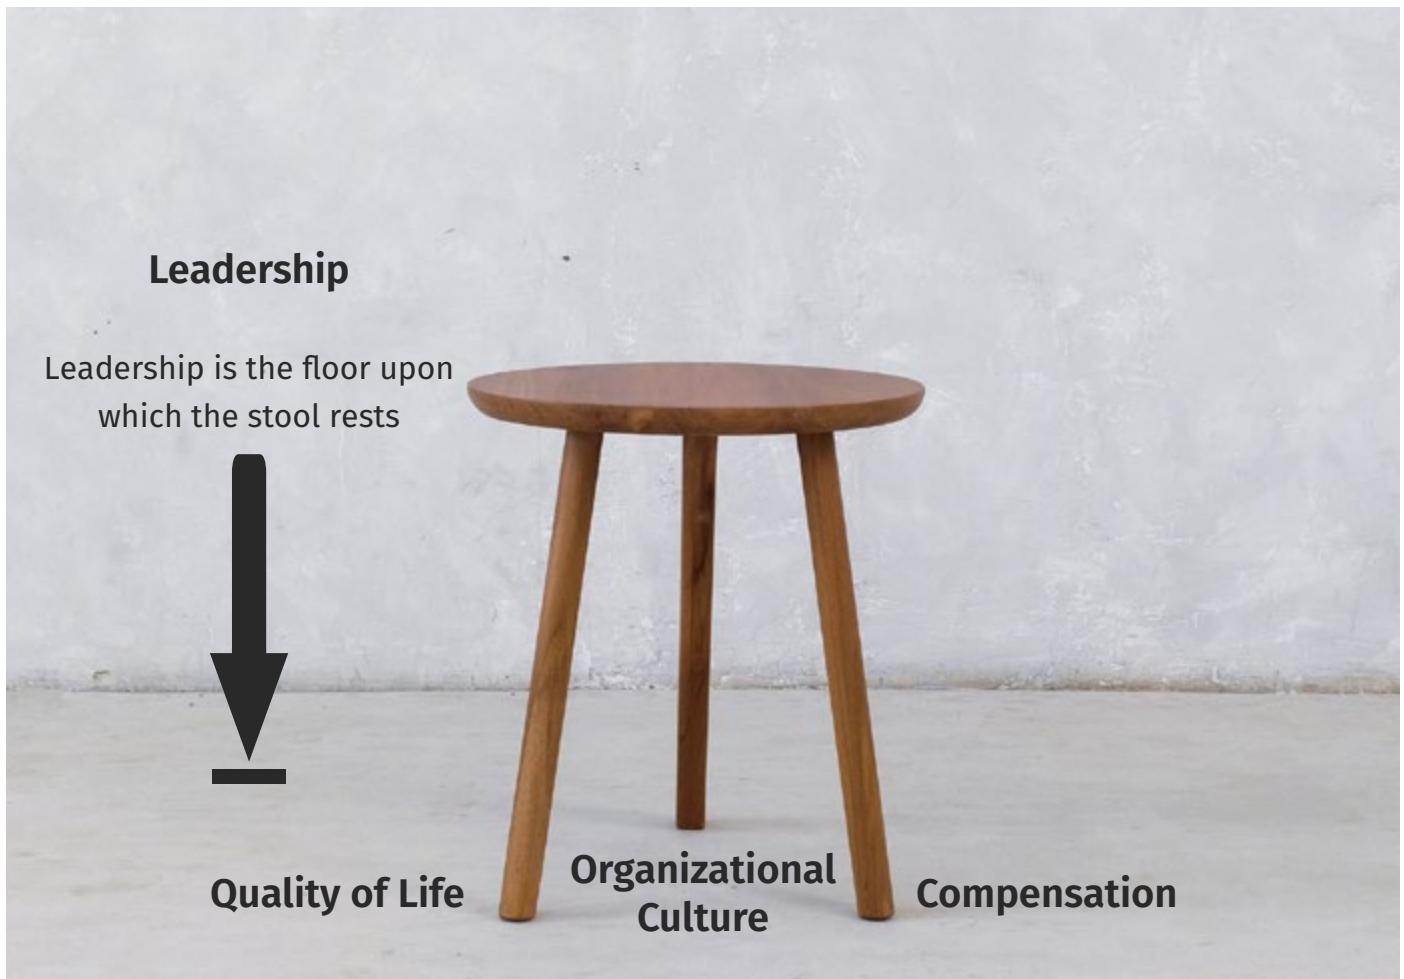 Leadership
Leadership is the floor upon
which the stool rests
Quality of Life
Organizational
Culture
Compensation